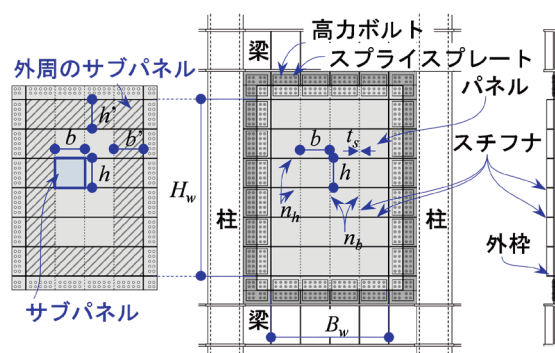 高力ボルト
梁
スプライスプレート
外周のサブパネル
パネル
h'
b
b'
b
t_s
スチフナ
h
h
H_w
n_h
柱
n_b
柱
外枠
サブパネル
梁
B_w